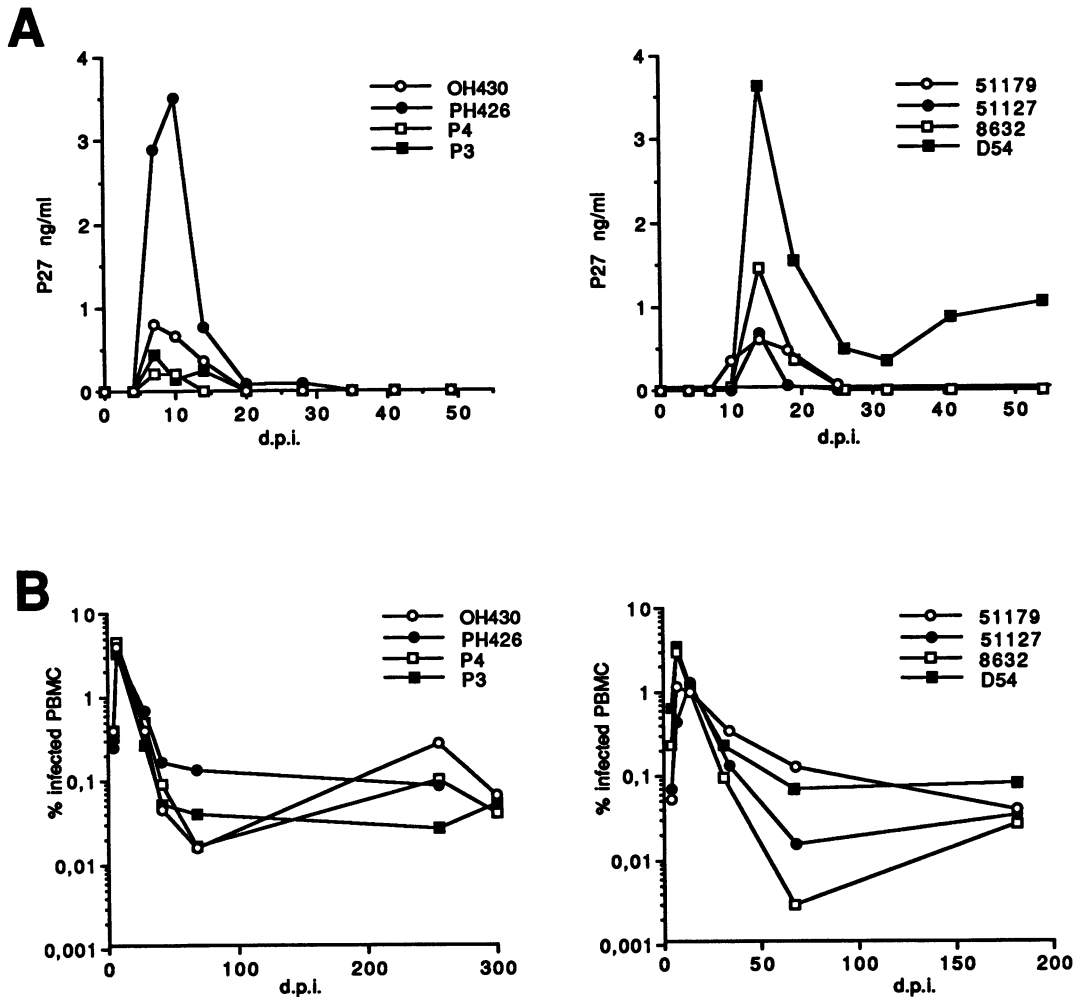 A
4
3
2
1
0
P27 ng/ml
0 10 20 30 40 50
d.p.i.
OH430
PH426
P4
P3
4
3
2
1
0
P27 ng/ml
0 10 20 30 40 50
d.p.i.
51179
51127
8632
D54
B
10
1
0,1
0,01
0,001
% infected PBMC
0 100 200 300
d.p.i.
OH430
PH426
P4
P3
10
1
0,1
0,01
0,001
% infected PBMC
0 50 100 150 200
d.p.i.
51179
51127
8632
D54